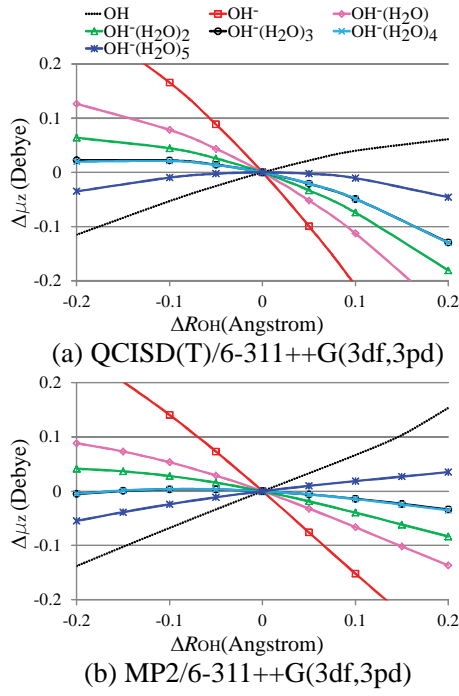 OH OH⁻ OH⁻(H₂O)
OH⁻(H₂O)2 OH⁻(H₂O)3 OH⁻(H₂O)4
OH⁻(H₂O)5
0.2
0.1
0
-0.1
-0.2
Δμz (Debye)
-0.2 -0.1 0 0.1 0.2
ΔROH(Angstrom)
(a) QCISD(T)/6-311++G(3df,3pd)
0.2
0.1
0
-0.1
-0.2
Δμz (Debye)
-0.2 -0.1 0 0.1 0.2
ΔROH(Angstrom)
(b) MP2/6-311++G(3df,3pd)